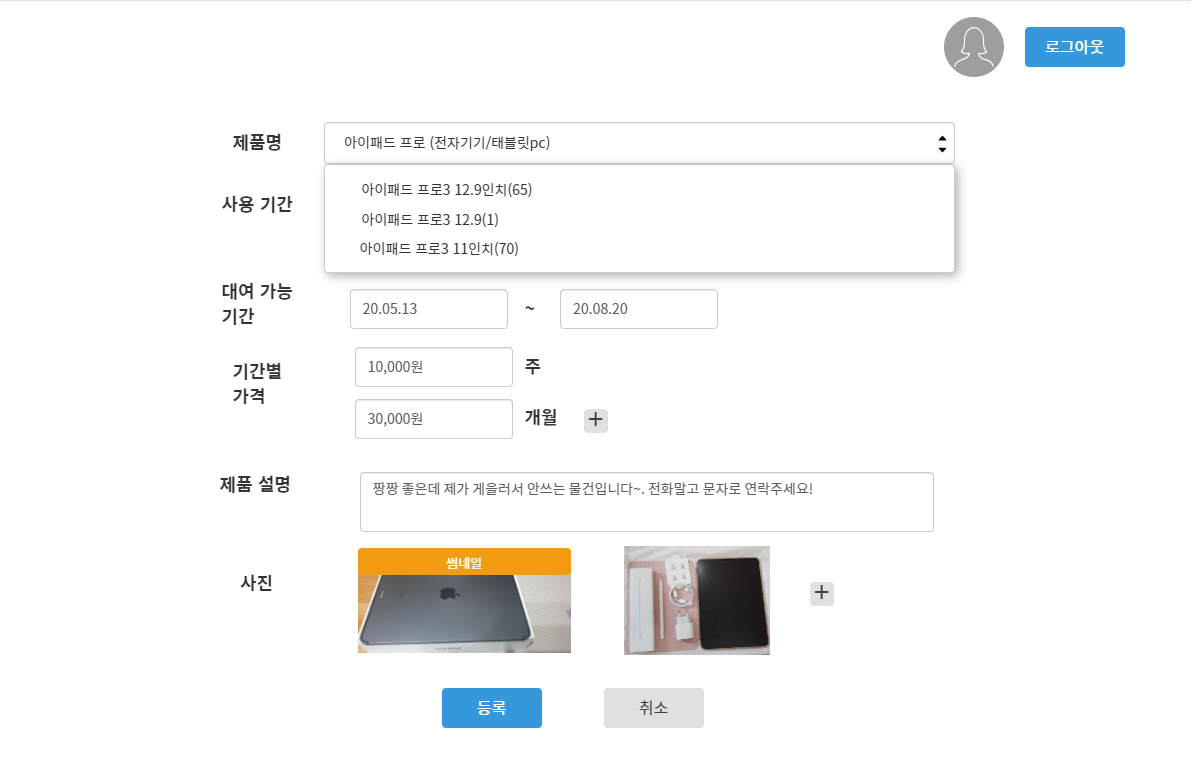 로그아웃
제품명
아이패드 프로 (전자기기/태블릿pc)
아이패드 프로3 12.9인치(65)
사용 기간
아이패드 프로3 12.9(1)
아이패드 프로3 11인치(70)
대여 가능
기간
20.05.13 ~ 20.08.20
기간별
가격
10,000원 주
30,000원 개월 +
제품 설명
짱짱 좋은데 제가 게을러서 안쓰는 물건입니다~. 전화말고 문자로 연락주세요!
사진
썸네일
+
등록 취소